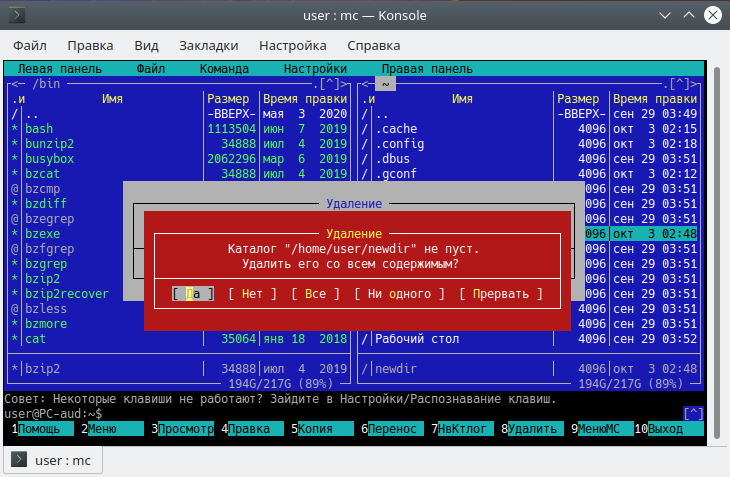 user : mc — Konsole
Файл Правка Вид Закладки Настройка Справка
Левая панель Файл Команда Настройки Правая панель
<— /bin .[^]> <— ~ .[^]>
.и Имя Размер Время правки .и Имя Размер Время правки
/ .. -ВВЕРХ- мая 3 2020 / .. -ВВЕРХ- сен 29 03:49
* bash 1113504 июн 7 2019 / .cache 4096 окт 3 02:15
* bunzip2 34888 июл 4 2019 / .config 4096 окт 3 02:18
* busybox 2062296 мар 6 2019 / .dbus 4096 сен 29 03:51
* bzcat 34888 июл 4 2019 / .gconf 4096 окт 3 02:12
@ bzcmp 096 сен 29 03:51
* bzdiff Удаление 096 сен 29 03:51
@ bzegrep 096 сен 29 03:51
* bzexe Удаление 096 окт 3 02:48
@ bzfgrep Каталог "/home/user/newdir" не пуст. 096 сен 29 03:51
* bzgrep Удалить его со всем содержимым? 096 сен 29 03:51
* bzip2 096 сен 29 03:51
* bzip2recover [ Да ] [ Нет ] [ Все ] [ Ни одного ] [ Прервать ] 096 сен 29 03:51
@ bzless 096 сен 29 03:51
* bzmore 096 сен 29 03:51
* cat 35064 янв 18 2018 / Рабочий стол 4096 сен 29 03:52
* bzip2 34888 июл 4 2019 / newdir 4096 окт 3 02:48
194G/217G (89%) 194G/217G (89%)
Совет: Некоторые клавиши не работают? Зайдите в Настройки/Распознавание клавиш.
user@PC-aud:~$ [^]
1Помощь 2Меню 3Просмотр 4Правка 5Копия 6Перенос 7НвКтлог 8Удалить 9МенюМС 10Выход
user : mc